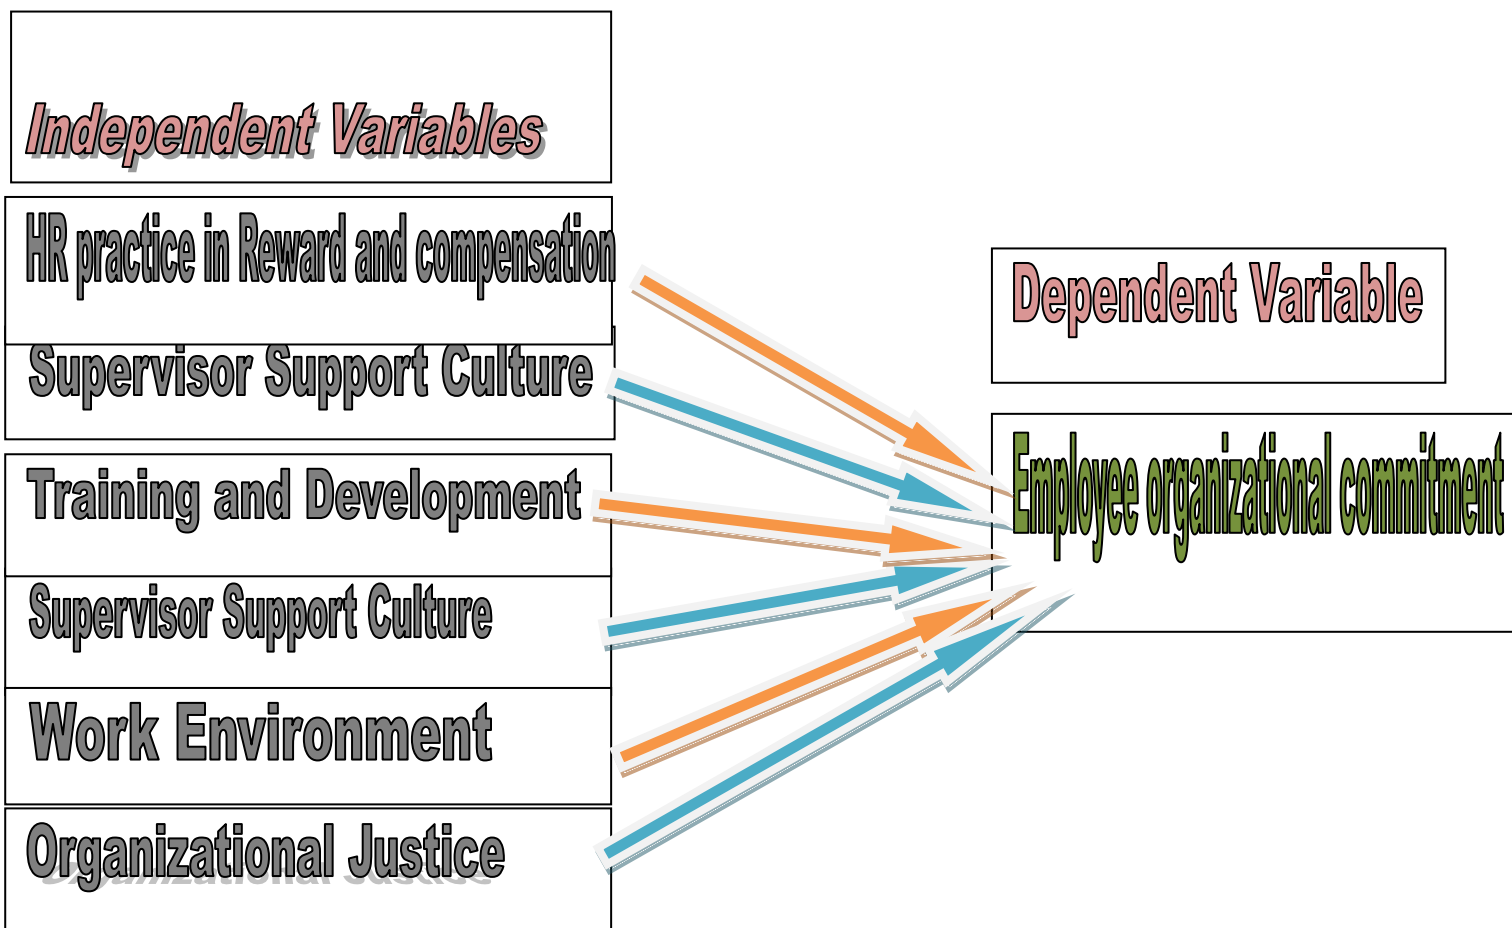 Independent Variables
HR practice in Reward and compensation
Supervisor Support Culture
Training and Development
Supervisor Support Culture
Work Environment
Organizational Justice
Dependent Variable
Employee organizational commitment